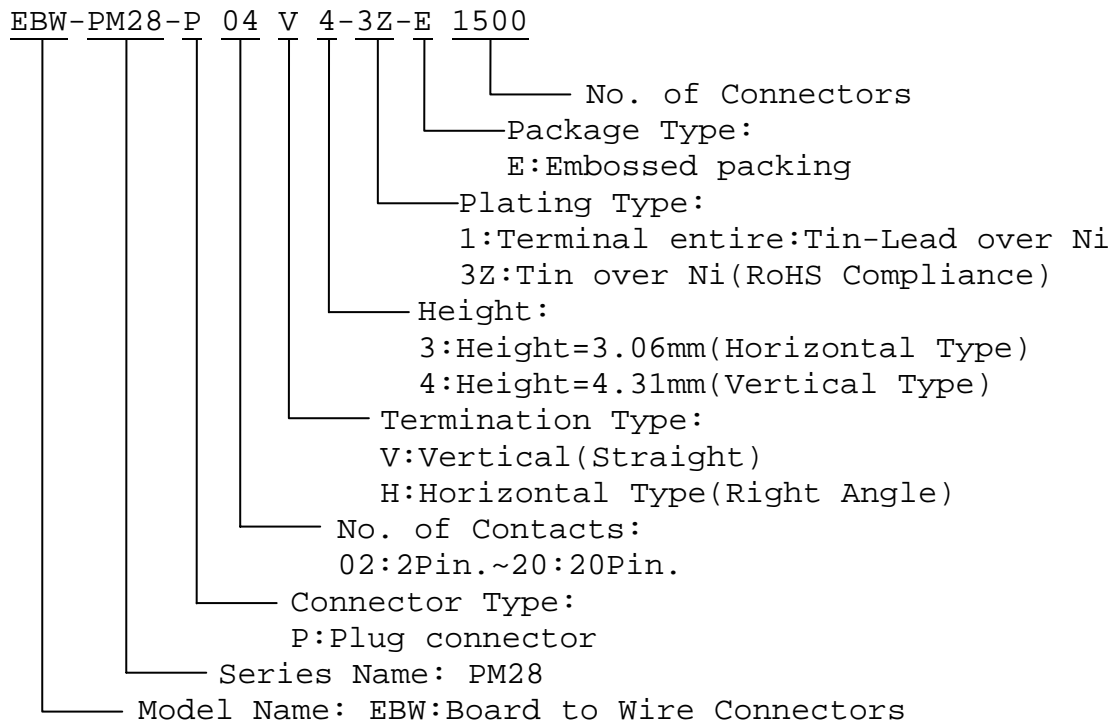 EBW-PM28-P 04 V 4-3Z-E 1500
No. of Connectors
Package Type:
E:Embossed packing
Plating Type:
1:Terminal entire:Tin-Lead over Ni
3Z:Tin over Ni(RoHS Compliance)
Height:
3:Height=3.06mm(Horizontal Type)
4:Height=4.31mm(Vertical Type)
Termination Type:
V:Vertical(Straight)
H:Horizontal Type(Right Angle)
No. of Contacts:
02:2Pin.~20:20Pin.
Connector Type:
P:Plug connector
Series Name: PM28
Model Name: EBW:Board to Wire Connectors